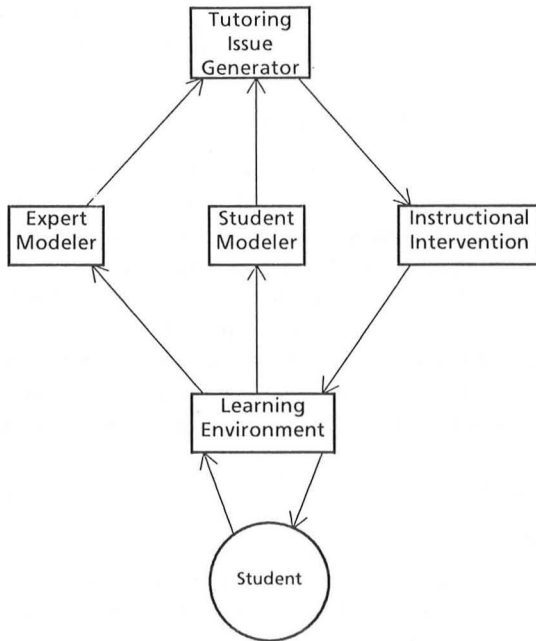 Tutoring
Issue
Generator
Expert
Modeler
Student
Modeler
Instructional
Intervention
Learning
Environment
Student